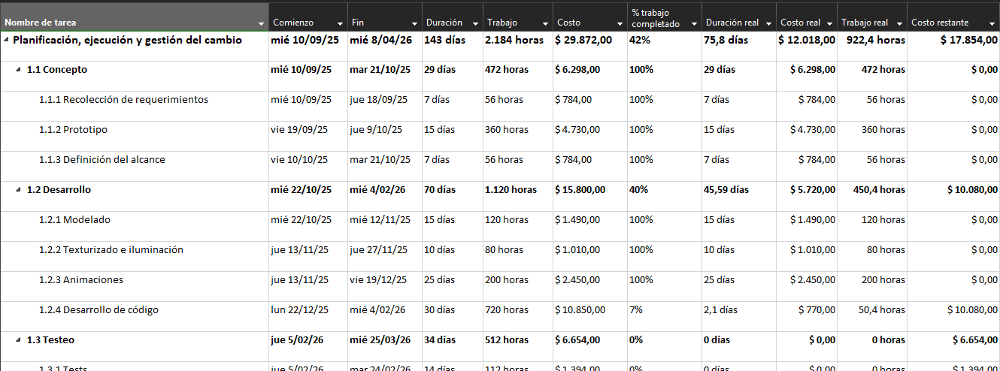 Nombre de tarea Comienzo Fin Duración Trabajo Costo % trabajo completado Duración real Costo real Trabajo real Costo restante
Planificación, ejecución y gestión del cambio mié 10/09/25 mié 8/04/26 143 días 2.184 horas $ 29.872,00 42% 75,8 días $ 12.018,00 922,4 horas $ 17.854,00
1.1 Concepto mié 10/09/25 mar 21/10/25 29 días 472 horas $ 6.298,00 100% 29 días $ 6.298,00 472 horas $ 0,00
1.1.1 Recolección de requerimientos mié 10/09/25 jue 18/09/25 7 días 56 horas $ 784,00 100% 7 días $ 784,00 56 horas $ 0,00
1.1.2 Prototipo vie 19/09/25 jue 9/10/25 15 días 360 horas $ 4.730,00 100% 15 días $ 4.730,00 360 horas $ 0,00
1.1.3 Definición del alcance vie 10/10/25 mar 21/10/25 7 días 56 horas $ 784,00 100% 7 días $ 784,00 56 horas $ 0,00
1.2 Desarrollo mié 22/10/25 mié 4/02/26 70 días 1.120 horas $ 15.800,00 40% 45,59 días $ 5.720,00 450,4 horas $ 10.080,00
1.2.1 Modelado mié 22/10/25 mié 12/11/25 15 días 120 horas $ 1.490,00 100% 15 días $ 1.490,00 120 horas $ 0,00
1.2.2 Texturizado e iluminación jue 13/11/25 jue 27/11/25 10 días 80 horas $ 1.010,00 100% 10 días $ 1.010,00 80 horas $ 0,00
1.2.3 Animaciones jue 13/11/25 vie 19/12/25 25 días 200 horas $ 2.450,00 100% 25 días $ 2.450,00 200 horas $ 0,00
1.2.4 Desarrollo de código lun 22/12/25 mié 4/02/26 30 días 720 horas $ 10.850,00 7% 2,1 días $ 770,00 50,4 horas $ 10.080,00
1.3 Testeo jue 5/02/26 mié 25/03/26 34 días 512 horas $ 6.654,00 0% 0 días $ 0,00 0 horas $ 6.654,00
1.3.1 Tests jue 5/02/26 mar 24/02/26 14 días 112 horas $ 1.394,00 0% 0 días $ 0,00 0 horas $ 1.394,00